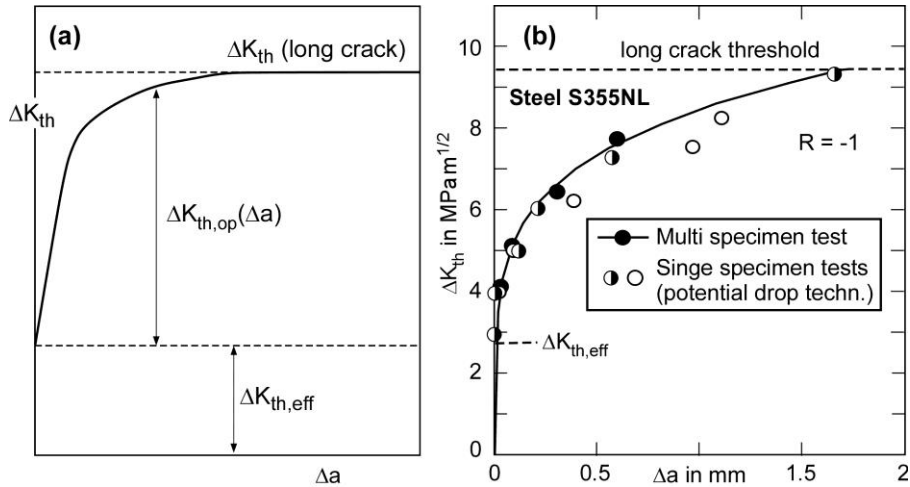 (a)
ΔK_th (long crack)
ΔK_th
ΔK_th,op(Δa)
ΔK_th,eff
Δa
(b)
long crack threshold
Steel S355NL
R = -1
Multi specimen test
Singe specimen tests
(potential drop techn.)
ΔK_th,eff
ΔK_th in MPam^1/2
10
8
6
4
2
0
0
0.5
1
1.5
2
Δa in mm